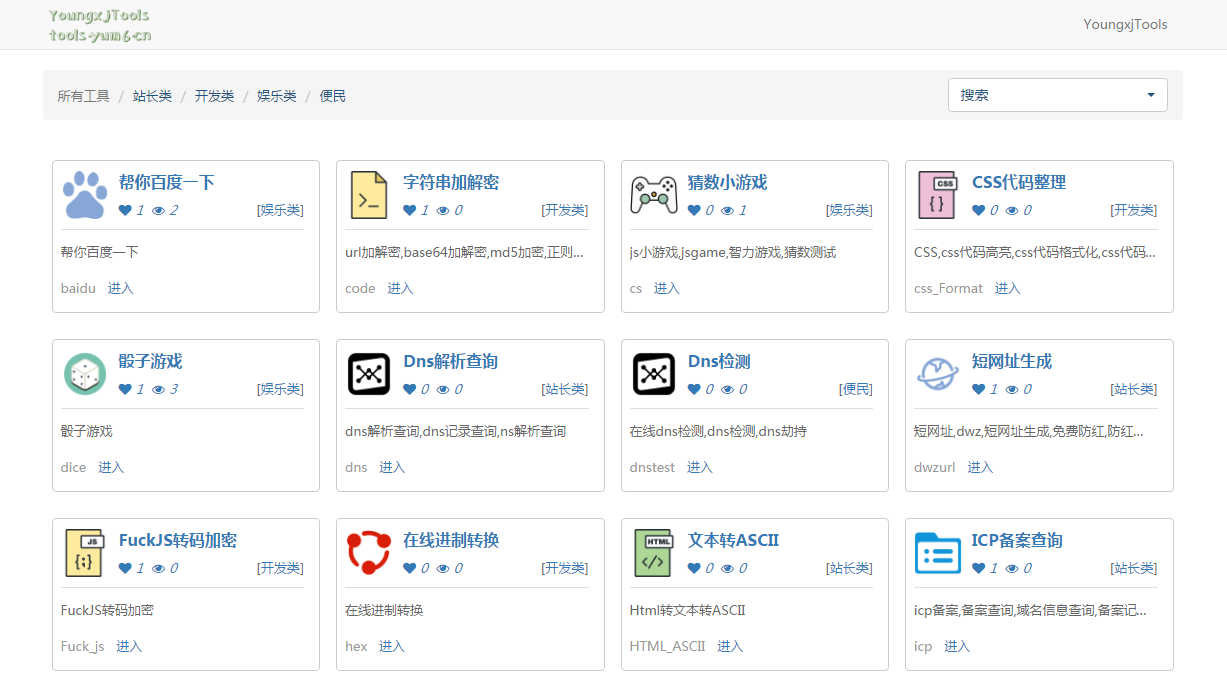 YoungxjTools
tools·yum6·cn
YoungxjTools
所有工具 / 站长类 / 开发类 / 娱乐类 / 便民
搜索
帮你百度一下
1 2 [娱乐类]
帮你百度一下
baidu 进入
字符串加解密
1 0 [开发类]
url加解密,base64加解密,md5加密,正则...
code 进入
猜数小游戏
0 1 [娱乐类]
js小游戏,jsgame,智力游戏,猜数测试
cs 进入
CSS
{ }
CSS代码整理
0 0 [开发类]
CSS,css代码高亮,css代码格式化,css代码...
css_Format 进入
骰子游戏
1 3 [娱乐类]
骰子游戏
dice 进入
Dns解析查询
0 0 [站长类]
dns解析查询,dns记录查询,ns解析查询
dns 进入
Dns检测
0 0 [便民]
在线dns检测,dns检测,dns劫持
dnstest 进入
短网址生成
1 0 [站长类]
短网址,dwz,短网址生成,免费防红,防红...
dwzurl 进入
JS
{;}
FuckJS转码加密
1 0 [开发类]
FuckJS转码加密
Fuck_js 进入
在线进制转换
0 0 [开发类]
在线进制转换
hex 进入
HTML
</>
文本转ASCII
0 0 [站长类]
Html转文本转ASCII
HTML_ASCII 进入
ICP备案查询
1 0 [站长类]
icp备案,备案查询,域名信息查询,备案记...
icp 进入